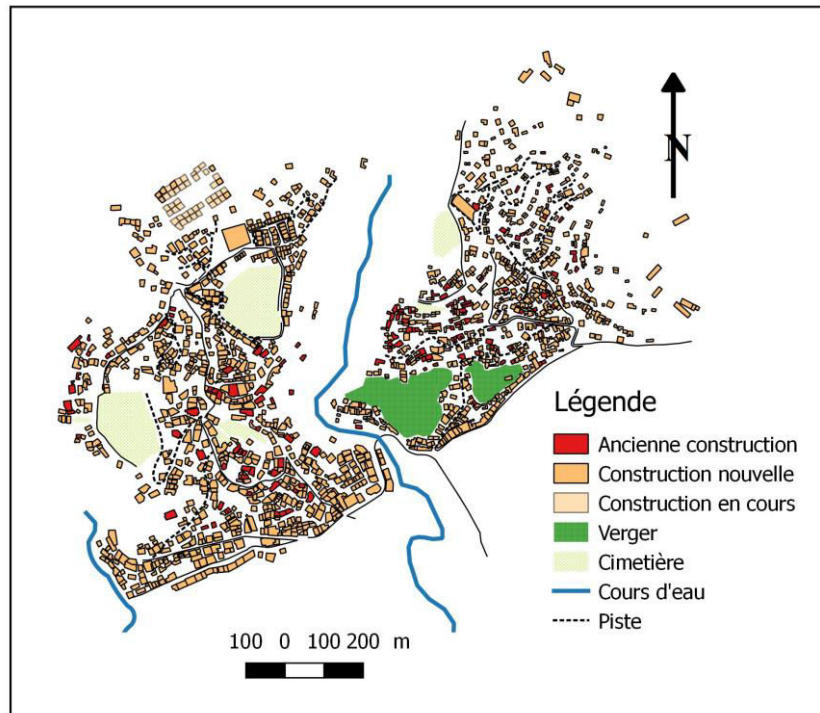 N
Légende
Ancienne construction
Construction nouvelle
Construction en cours
Verger
Cimetière
Cours d'eau
Piste
100 0 100 200 m